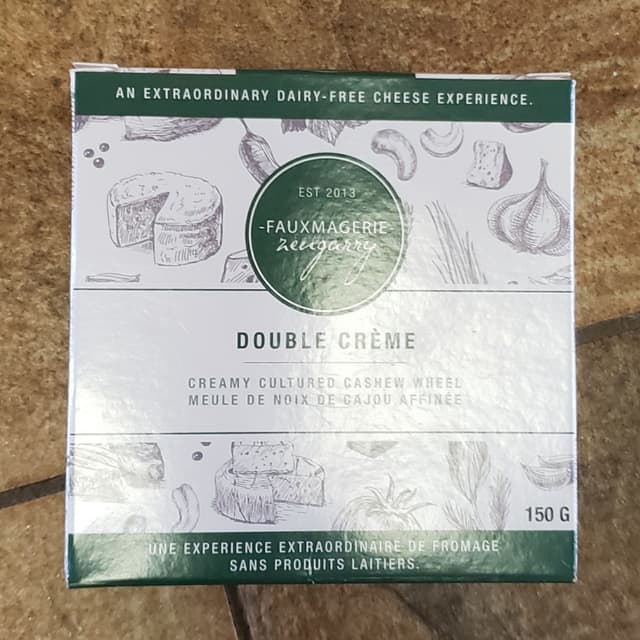 AN EXTRAORDINARY DAIRY-FREE CHEESE EXPERIENCE.
EST 2013
-FAUXMAGERIE-
zengarry
DOUBLE CRÈME
CREAMY CULTURED CASHEW WHEEL
MEULE DE NOIX DE CAJOU AFFINÉE
150 G
UNE EXPERIENCE EXTRAORDINAIRE DE FROMAGE
SANS PRODUITS LAITIERS.